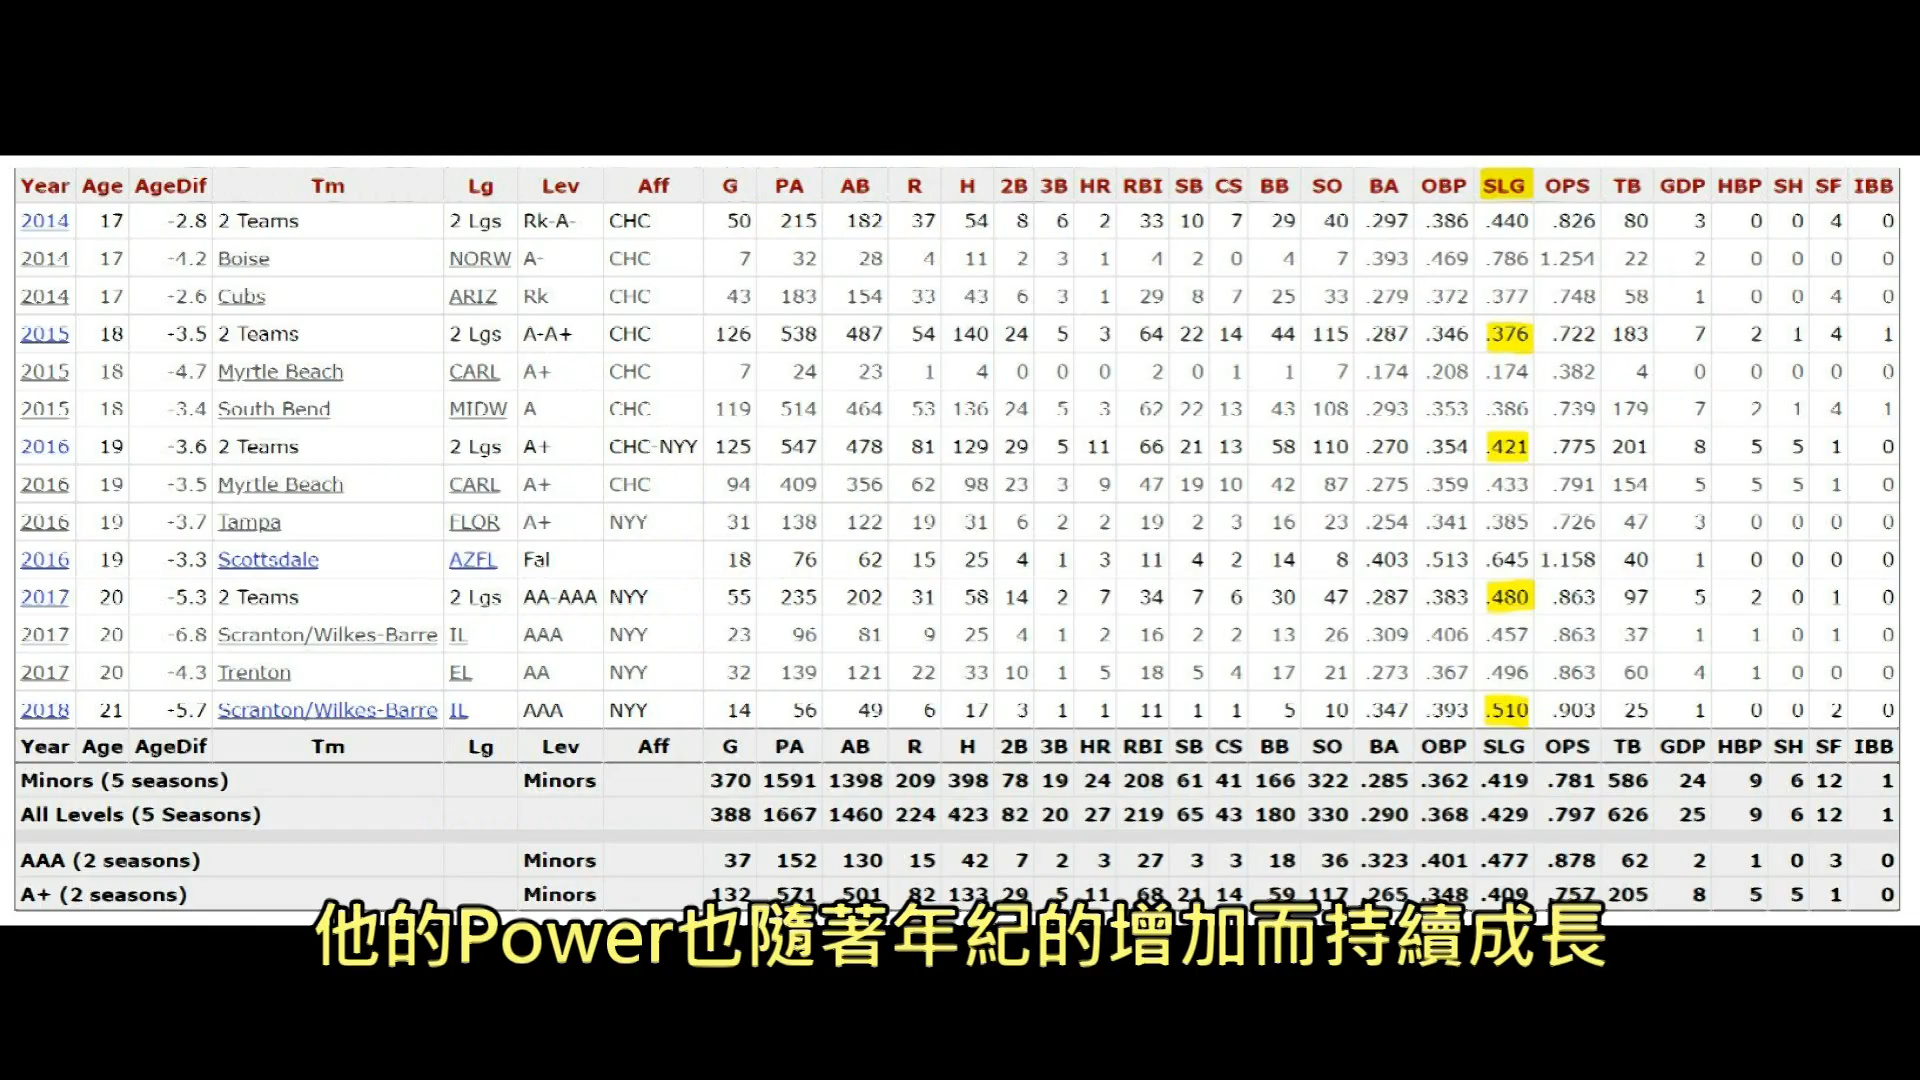 Year Age AgeDif Tm Lg Lev Aff G PA AB R H 2B 3B HR RBI SB CS BB SO BA OBP SLG OPS TB GDP HBP SH SF IBB
2014 17 -2.8 2 Teams 2 Lgs Rk-A- CHC 50 215 182 37 54 8 6 2 33 10 7 29 40 .297 .386 .440 .826 80 3 0 0 4 0
2014 17 -4.2 Boise NORW A- CHC 7 32 28 4 11 2 3 1 4 2 0 4 7 .393 .469 .786 1.254 22 2 0 0 0 0
2014 17 -2.6 Cubs ARIZ Rk CHC 43 183 154 33 43 6 3 1 29 8 7 25 33 .279 .372 .377 .748 58 1 0 0 4 0
2015 18 -3.5 2 Teams 2 Lgs A-A+ CHC 126 538 487 54 140 24 5 3 64 22 14 44 115 .287 .346 .376 .722 183 7 2 1 4 1
2015 18 -4.7 Myrtle Beach CARL A+ CHC 7 24 23 1 4 0 0 0 2 0 1 1 7 .174 .208 .174 .382 4 0 0 0 0 0
2015 18 -3.4 South Bend MIDW A CHC 119 514 464 53 136 24 5 3 62 22 13 43 108 .293 .353 .386 .739 179 7 2 1 4 1
2016 19 -3.6 2 Teams 2 Lgs A+ CHC-NYY 125 547 478 81 129 29 5 11 66 21 13 58 110 .270 .354 .421 .775 201 8 5 5 1 0
2016 19 -3.5 Myrtle Beach CARL A+ CHC 94 409 356 62 98 23 3 9 47 19 10 42 87 .275 .359 .433 .791 154 5 5 5 1 0
2016 19 -3.7 Tampa FLOR A+ NYY 31 138 122 19 31 6 2 2 19 2 3 16 23 .254 .341 .385 .726 47 3 0 0 0 0
2016 19 -3.3 Scottsdale AZFL Fal 18 76 62 15 25 4 1 3 11 4 2 14 8 .403 .513 .645 1.158 40 1 0 0 0 0
2017 20 -5.3 2 Teams 2 Lgs AA-AAA NYY 55 235 202 31 58 14 2 7 34 7 6 30 47 .287 .383 .480 .863 97 5 2 0 1 0
2017 20 -6.8 Scranton/Wilkes-Barre IL AAA NYY 23 96 81 9 25 4 1 2 16 2 2 13 26 .309 .406 .457 .863 37 1 1 0 1 0
2017 20 -4.3 Trenton EL AA NYY 32 139 121 22 33 10 1 5 18 5 4 17 21 .273 .367 .496 .863 60 4 1 0 0 0
2018 21 -5.7 Scranton/Wilkes-Barre IL AAA NYY 14 56 49 6 17 3 1 1 11 1 1 5 10 .347 .393 .510 .903 25 1 0 0 2 0
Year Age AgeDif Tm Lg Lev Aff G PA AB R H 2B 3B HR RBI SB CS BB SO BA OBP SLG OPS TB GDP HBP SH SF IBB
Minors (5 seasons) Minors 370 1591 1398 209 398 78 19 24 208 61 41 166 322 .285 .362 .419 .781 586 24 9 6 12 1
All Levels (5 Seasons) 388 1667 1460 224 423 82 20 27 219 65 43 180 330 .290 .368 .429 .797 626 25 9 6 12 1
AAA (2 seasons) Minors 37 152 130 15 42 7 2 3 27 3 3 18 36 .323 .401 .477 .878 62 2 1 0 3 0
A+ (2 seasons) Minors 132 571 501 82 133 29 5 11 68 21 14 59 117 .265 .348 .409 .757 205 8 5 5 1 0
他的Power也隨著年紀的增加而持續成長